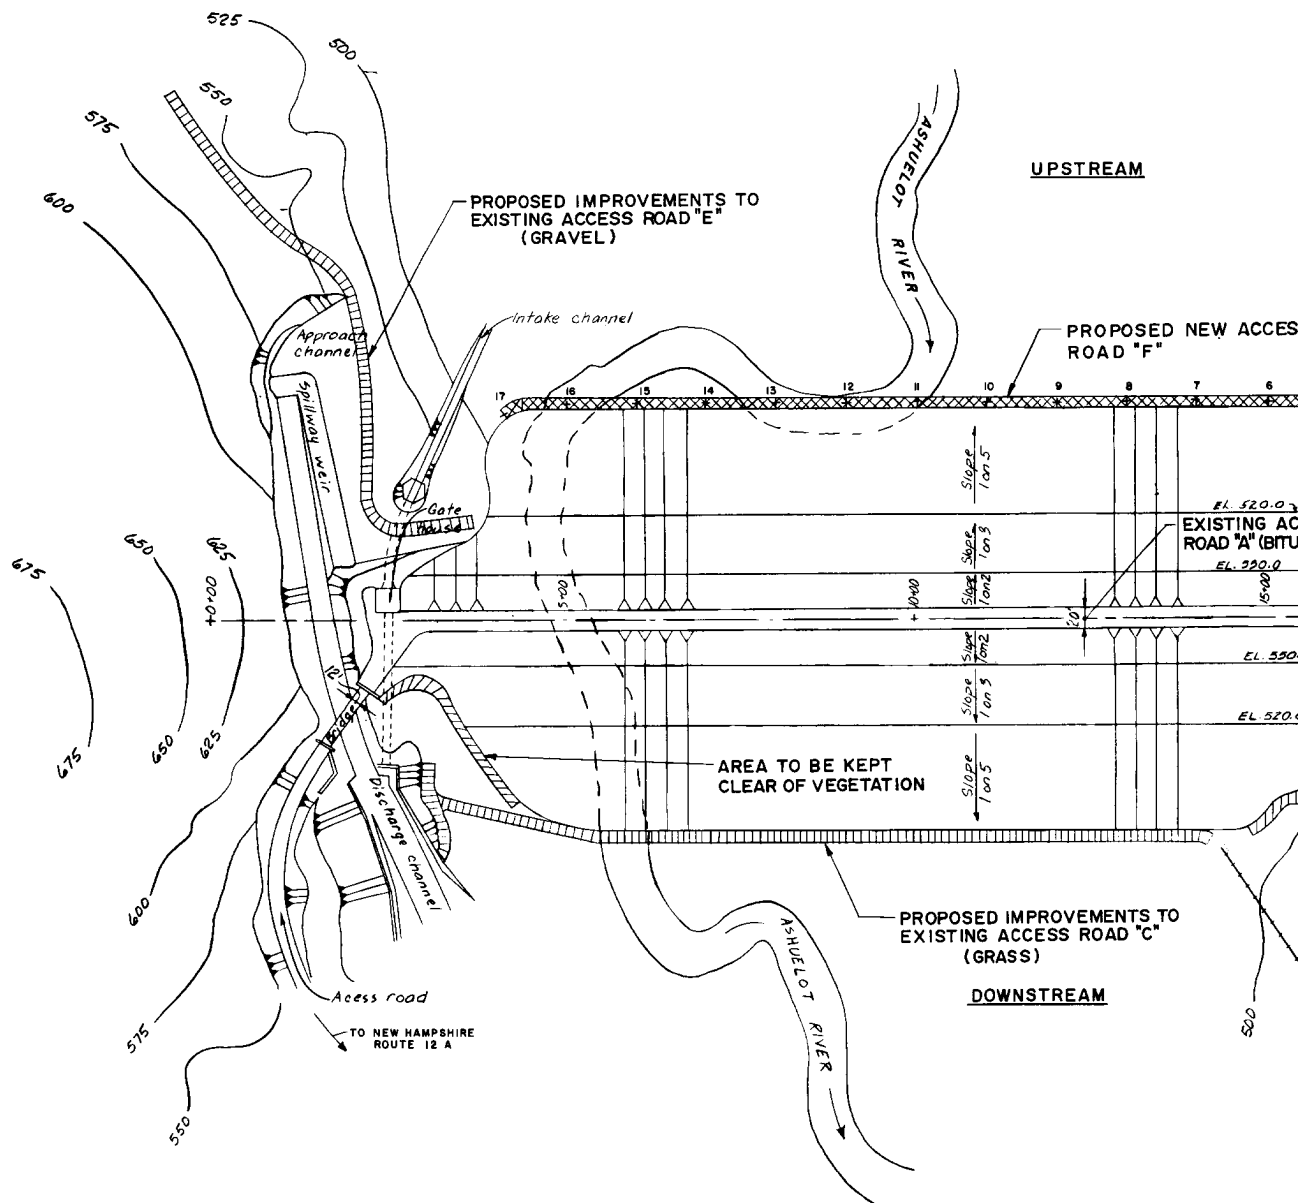 525
500
550
575
600
UPSTREAM
ASHUELOT
RIVER
PROPOSED IMPROVEMENTS TO
EXISTING ACCESS ROAD "E"
(GRAVEL)
Intake channel
Approach
channel
PROPOSED NEW ACCES
ROAD "F"
17
16
15
14
13
12
11
10
9
8
7
6
Spillway weir
Slope
1 on 5
Gate
house
EL. 520.0
EXISTING AC
ROAD "A" (BITU
Slope
1 on 3
EL. 550.0
Slope
1 on 2
675
650
625
0+00
5+00
10+00
15+00
20'
Slope
1 on 2
EL. 550.
12'
Bridge
Slope
1 on 3
EL. 520.0
675
650
625
AREA TO BE KEPT
CLEAR OF VEGETATION
Slope
1 on 5
Discharge channel
600
PROPOSED IMPROVEMENTS TO
EXISTING ACCESS ROAD "C"
(GRASS)
ASHUELOT RIVER
DOWNSTREAM
Acess road
500
575
TO NEW HAMPSHIRE
ROUTE 12 A
550